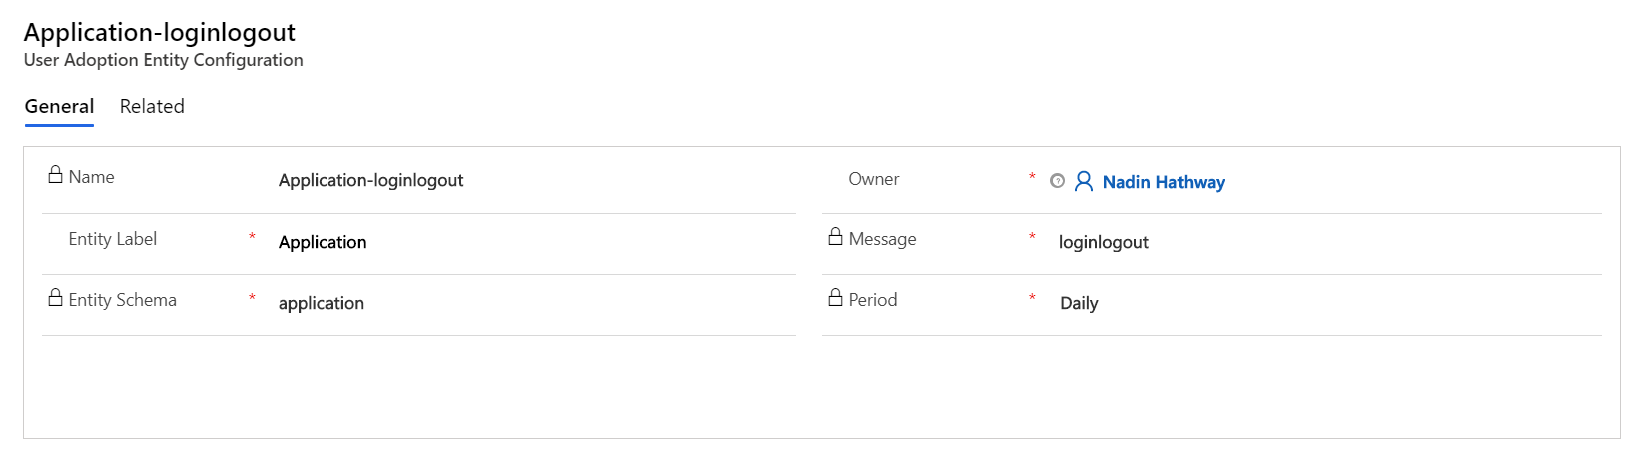 Application-loginlogout
User Adoption Entity Configuration
General Related
Name Application-loginlogout
Owner * Nadin Hathway
Entity Label * Application
Message * loginlogout
Entity Schema * application
Period * Daily